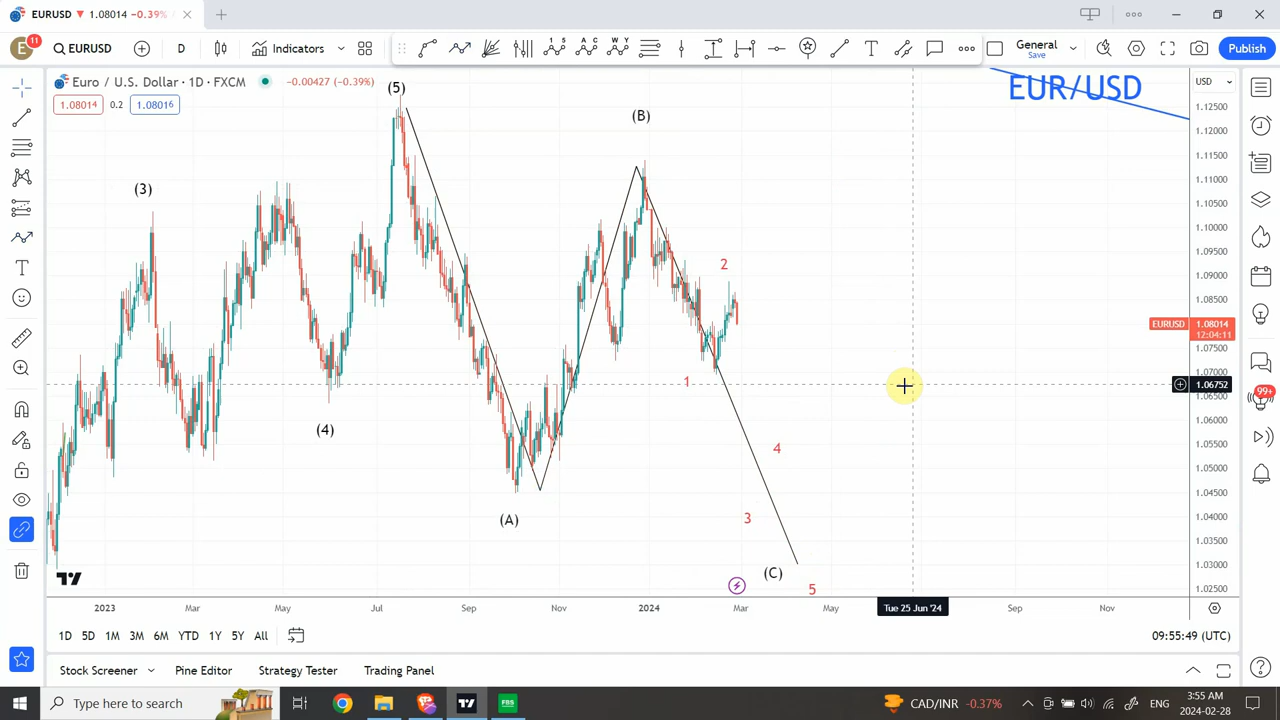 EURUSD ▼ 1.08014 −0.39%
E 11 EURUSD D Indicators General Save Publish
Euro / U.S. Dollar · 1D · FXCM −0.00427 (−0.39%)
1.08014 0.2 1.08016
EUR/USD
USD
(5)
(B)
(3)
2
1
(4)
4
(A)
3
(C)
5
1.12500
1.12000
1.11500
1.11000
1.10500
1.10000
1.09500
1.09000
1.08500
EURUSD 1.08014
12:04:11
1.07500
1.07000
1.06752
1.06500
1.06000
1.05500
1.05000
1.04500
1.04000
1.03500
1.03000
1.02500
99+
2023 Mar May Jul Sep Nov 2024 Mar May Tue 25 Jun '24 Sep Nov
1D 5D 1M 3M 6M YTD 1Y 5Y All 09:55:49 (UTC)
Stock Screener Pine Editor Strategy Tester Trading Panel
Type here to search FBS CAD/INR -0.37% ENG 3:55 AM
2024-02-28